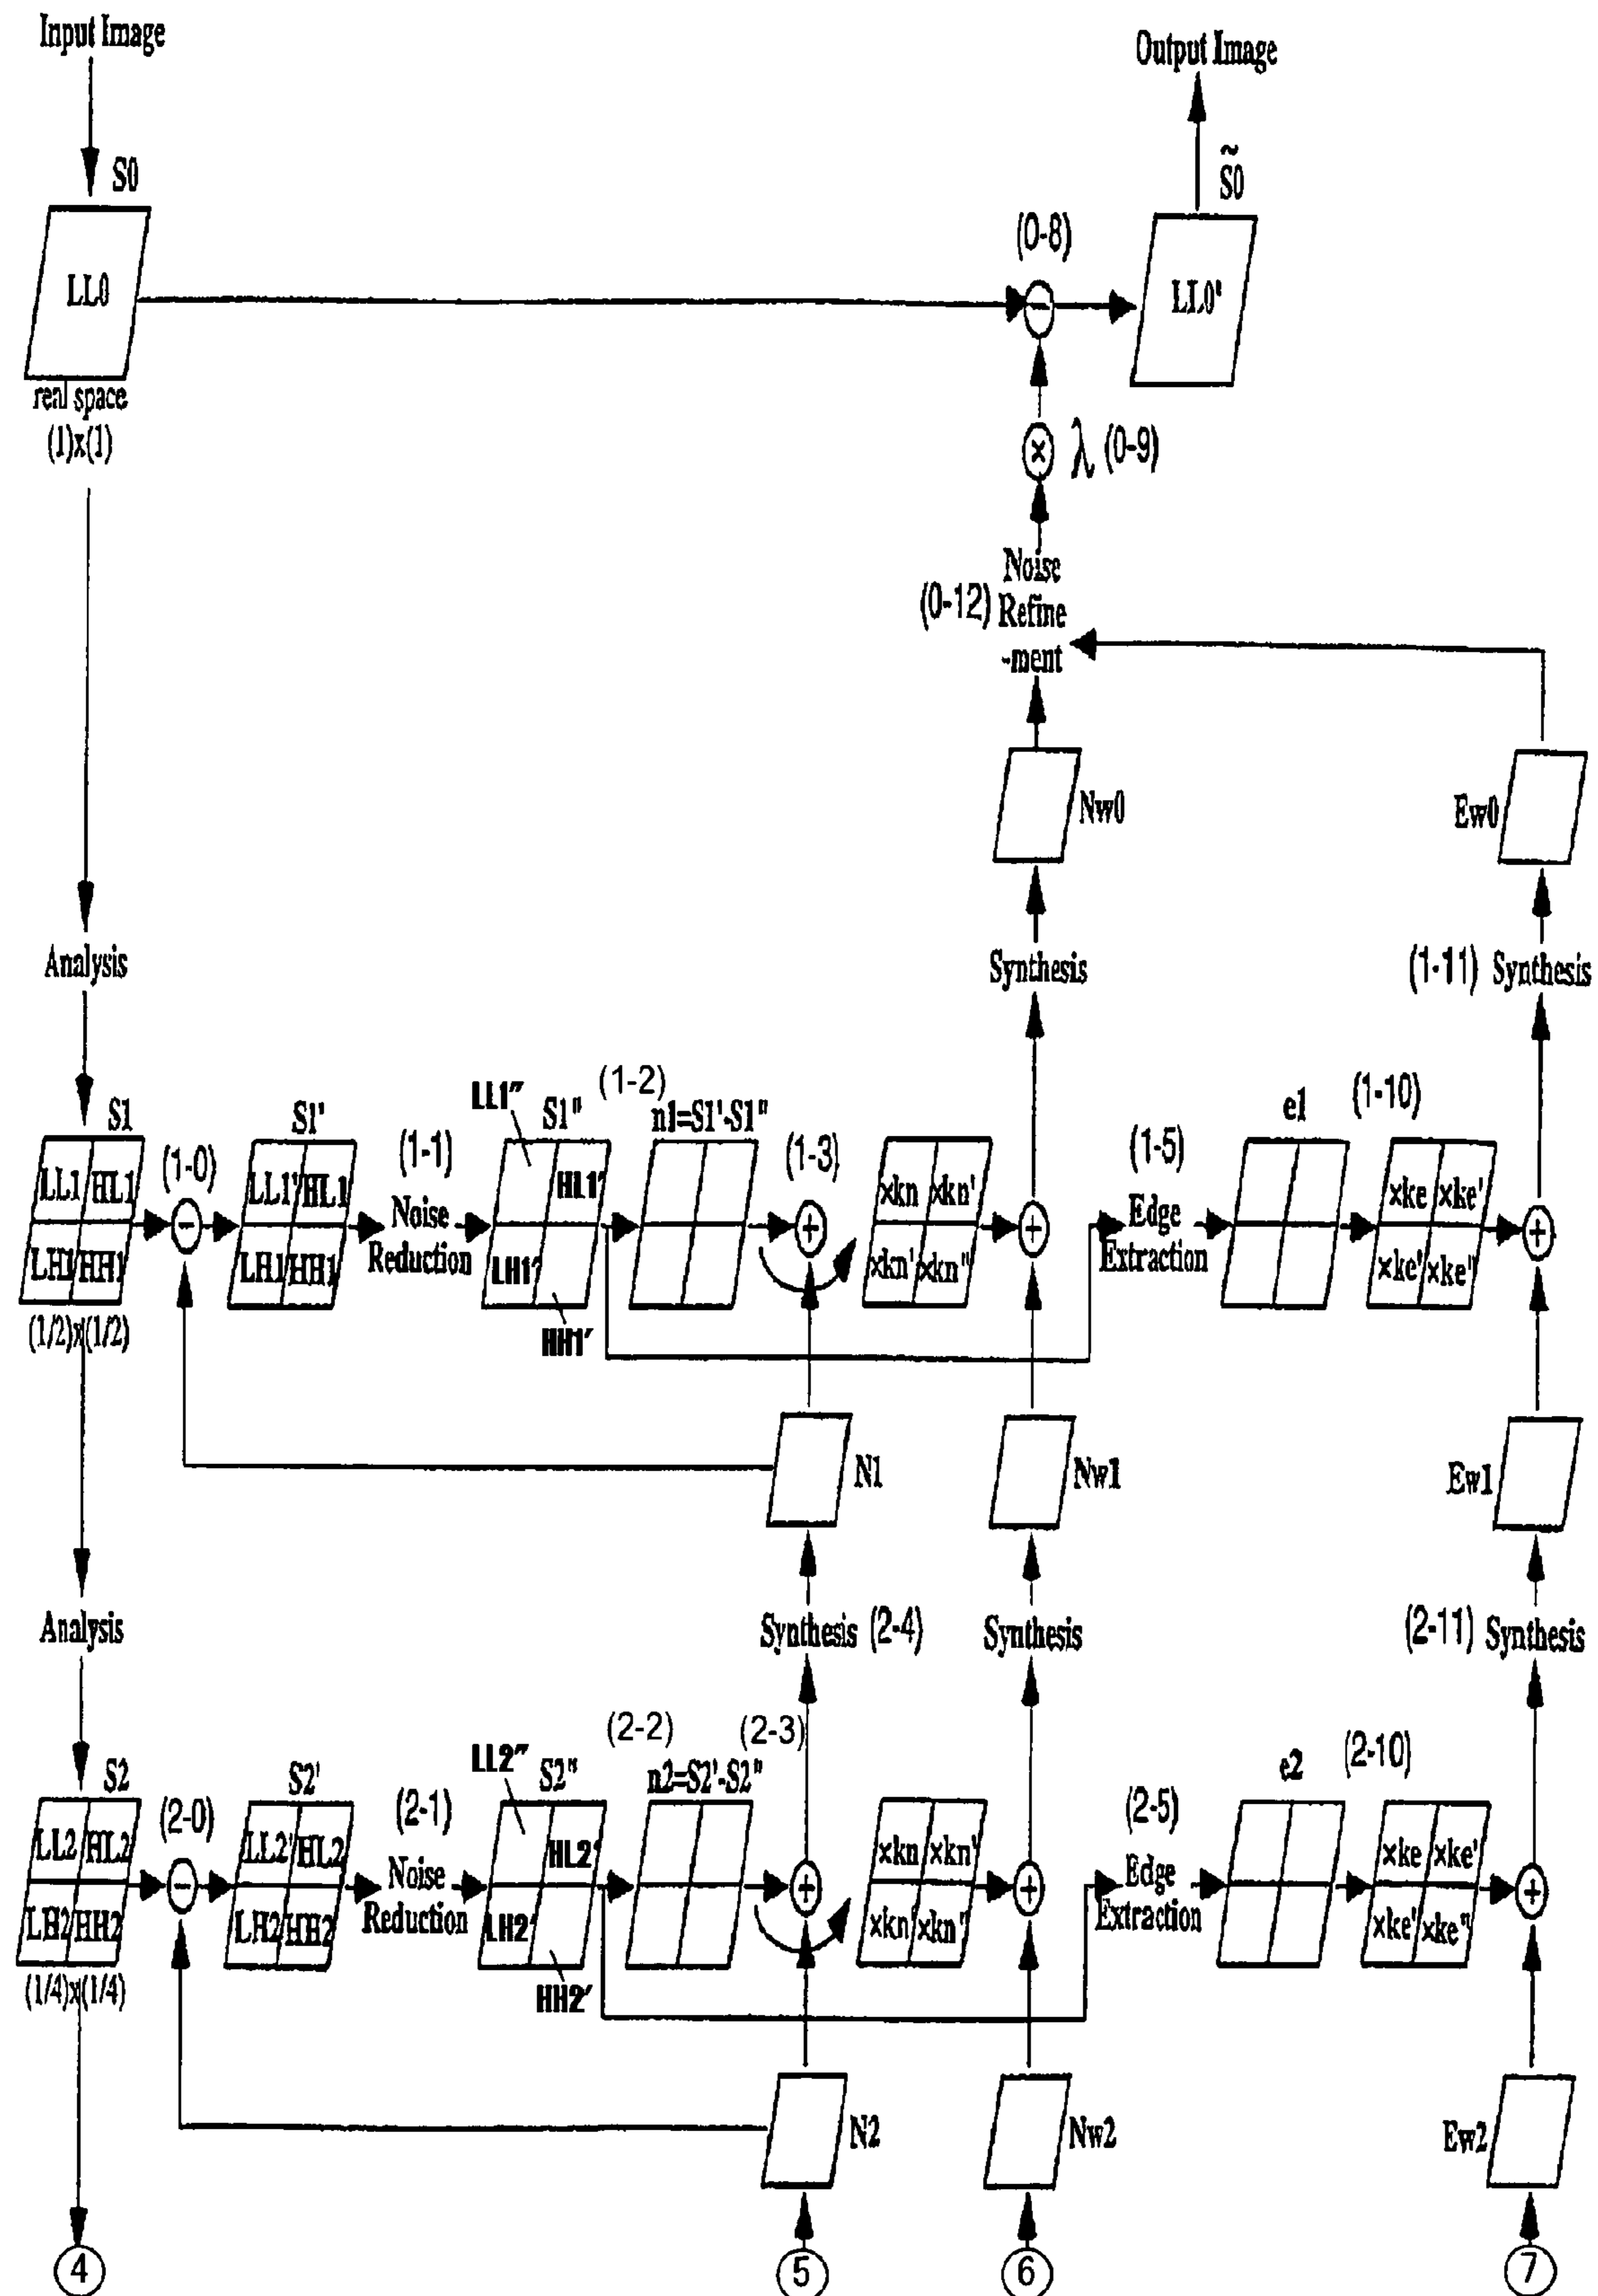 Input Image
Output Image
S0
S̃0
(0-8)
LL0
LL0'
real space
(1)x(1)
λ (0-9)
Noise
(0-12) Refine
-ment
Nw0
Ew0
Analysis
Synthesis
(1-11) Synthesis
LL1″ (1-2)
S1 S1' S1" n1=S1'-S1" e1 (1-10)
(1-0) (1-1) (1-3) (1-5)
LL1 HL1 LL1' HL1 HL1' ×kn ×kn' ×ke ×ke'
- Noise + + Edge +
Reduction Extraction
LH1 HH1 LH1 HH1 LH1' ×kn' ×kn" ×ke' ×ke"
(1/2)x(1/2) HH1′
N1 Nw1 Ew1
Analysis Synthesis (2-4) Synthesis (2-11) Synthesis
(2-2) (2-3)
LL2″
S2 S2' S2" n2=S2'-S2" e2 (2-10)
(2-0) (2-1) (2-5)
LL2 HL2 LL2' HL2 HL2' ×kn ×kn' ×ke ×ke'
- Noise + + Edge +
Reduction Extraction
LH2 HH2 LH2 HH2 LH2' ×kn' ×kn" ×ke' ×ke"
(1/4)x(1/4) HH2′
N2 Nw2 Ew2
4 5 6 7